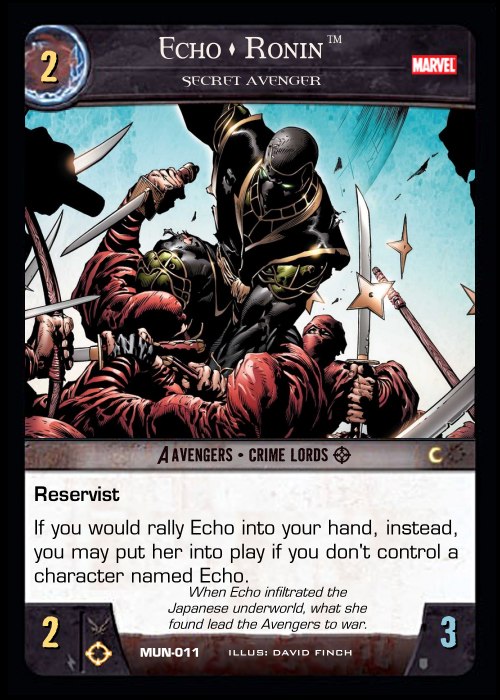 2
ECHO ♦ RONIN™
SECRET AVENGER
MARVEL
A AVENGERS • CRIME LORDS
C
Reservist
If you would rally Echo into your hand, instead,
you may put her into play if you don't control a
character named Echo.
When Echo infiltrated the
Japanese underworld, what she
found lead the Avengers to war.
2
3
MUN-011 ILLUS: DAVID FINCH